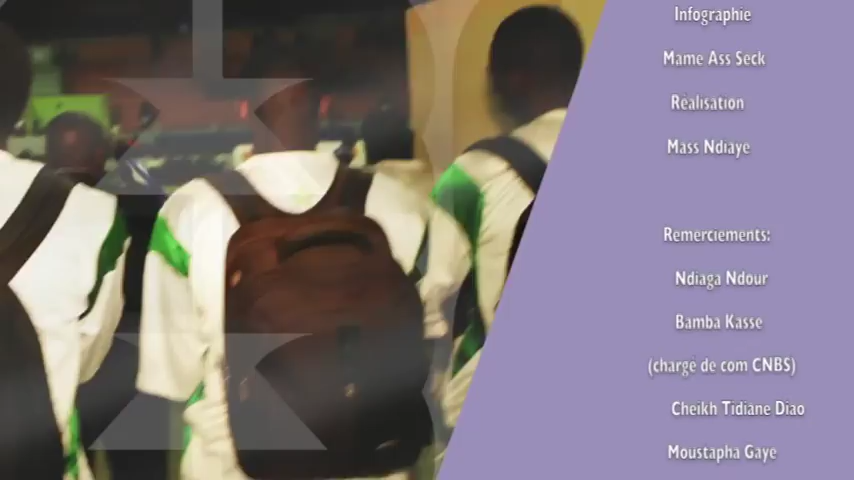 Infographie
Mame Ass Seck
Réalisation
Mass Ndiaye
Remerciements:
Ndiaga Ndour
Bamba Kasse
(chargé de com CNBS)
Cheikh Tidiane Diao
Moustapha Gaye